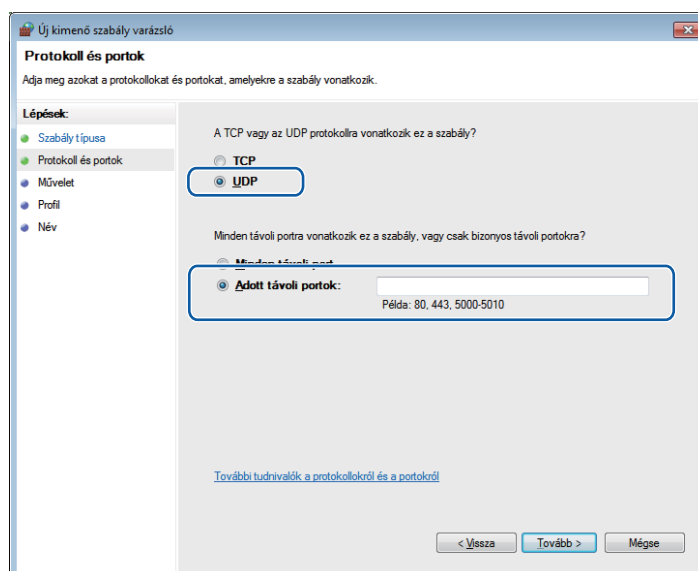 Új kimenő szabály varázsló
Protokoll és portok
Adja meg azokat a protokollokat és portokat, amelyekre a szabály vonatkozik.
Lépések:
Szabály típusa
Protokoll és portok
Művelet
Profil
Név
A TCP vagy az UDP protokollra vonatkozik ez a szabály?
TCP
UDP
Minden távoli portra vonatkozik ez a szabály, vagy csak bizonyos távoli portokra?
Minden távoli port
Adott távoli portok:
Példa: 80, 443, 5000-5010
További tudnivalók a protokollokról és a portokról
< Vissza
Tovább >
Mégse